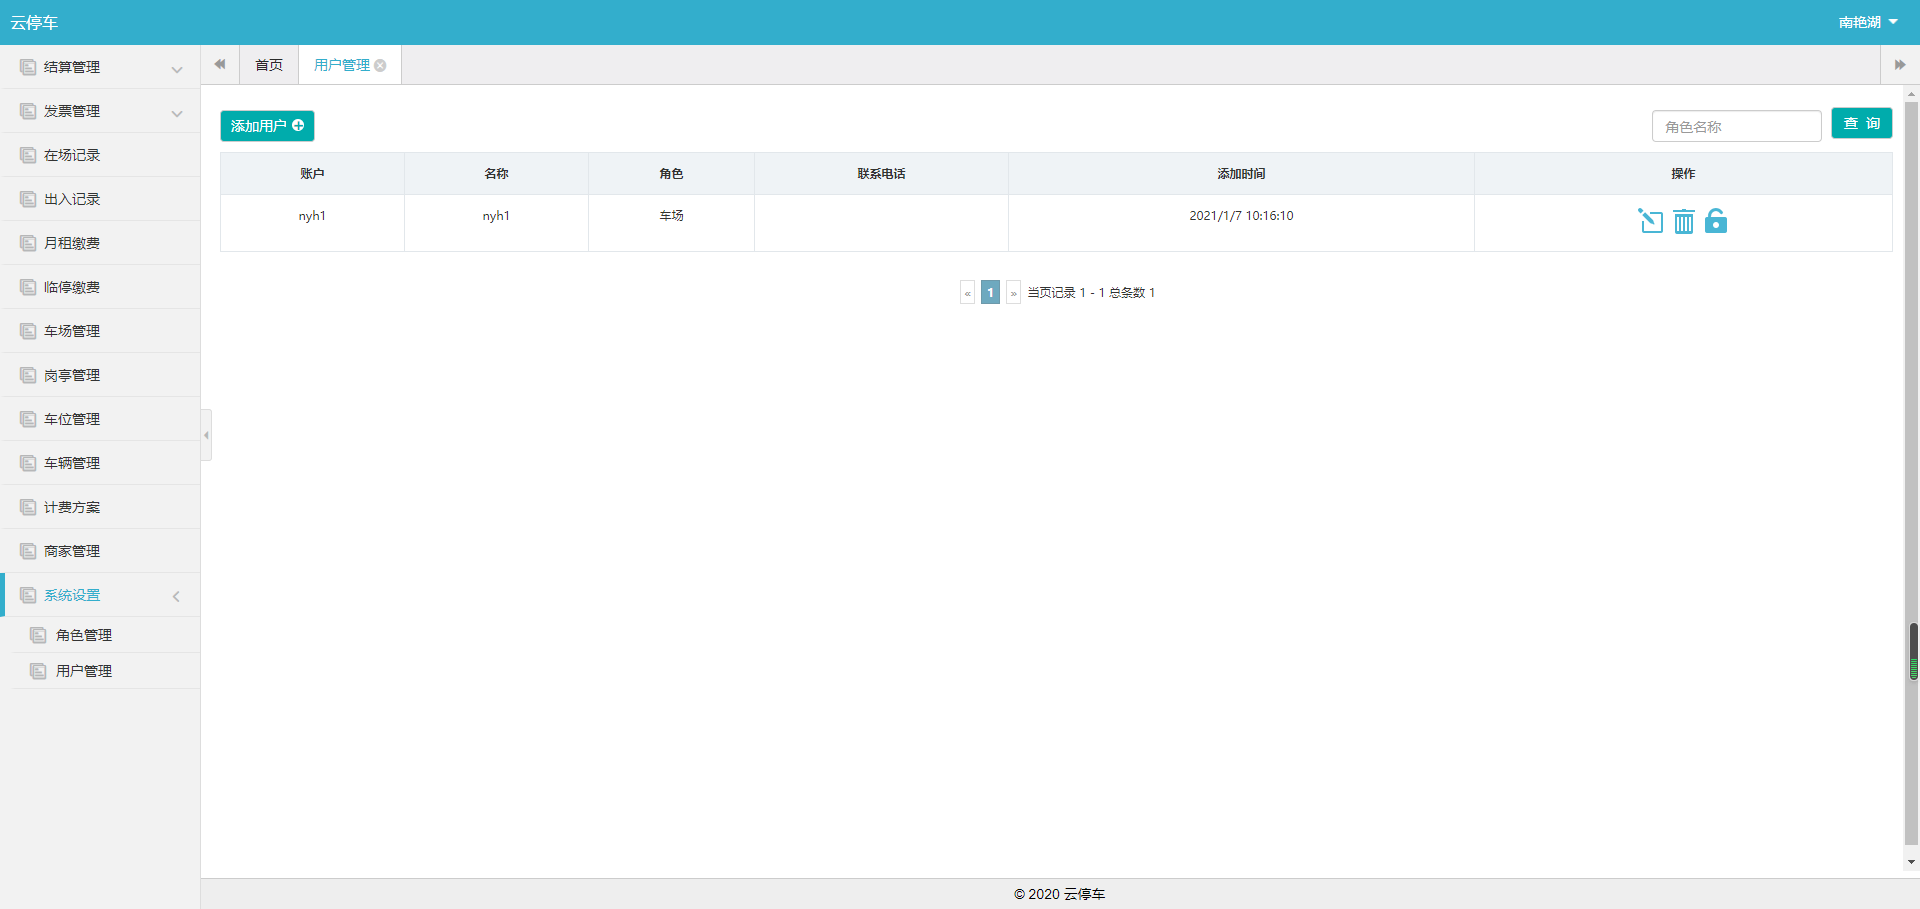 云停车
南艳湖
结算管理
发票管理
在场记录
出入记录
月租缴费
临停缴费
车场管理
岗亭管理
车位管理
车辆管理
计费方案
商家管理
系统设置
角色管理
用户管理
首页 用户管理
添加用户
角色名称 查 询
账户 名称 角色 联系电话 添加时间 操作
nyh1 nyh1 车场 2021/1/7 10:16:10
« 1 » 当页记录 1 - 1 总条数 1
© 2020 云停车